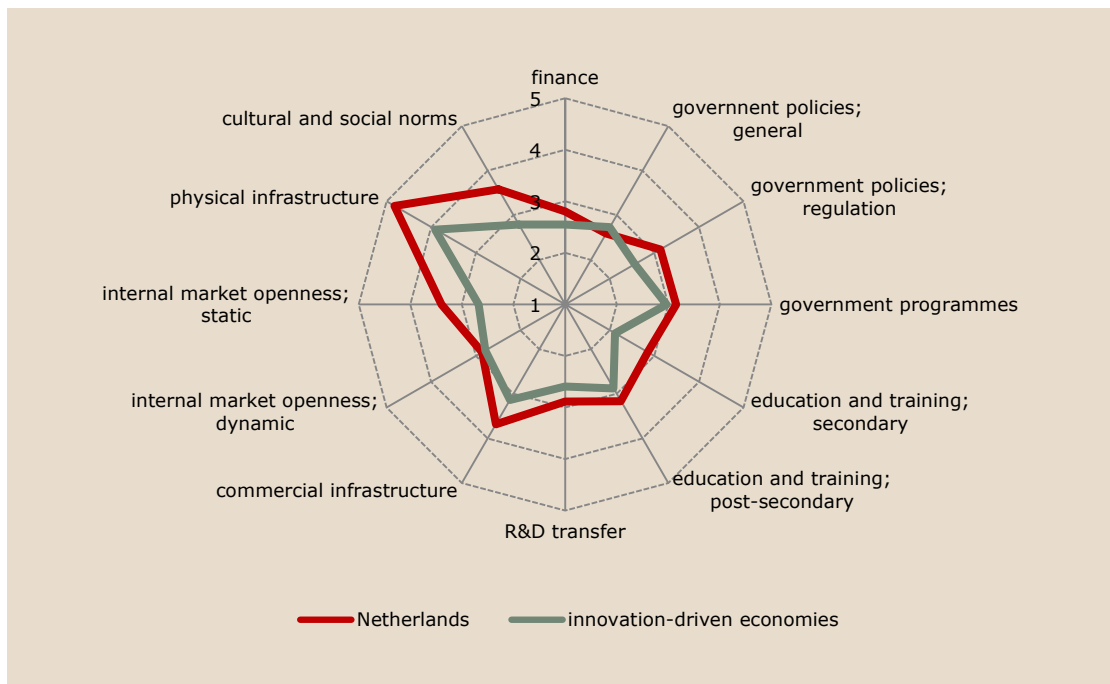 finance
5
4
3
2
1
government policies;
general
government policies;
regulation
government programmes
education and training;
secondary
education and training;
post-secondary
R&D transfer
commercial infrastructure
internal market openness;
dynamic
internal market openness;
static
physical infrastructure
cultural and social norms
Netherlands
innovation-driven economies